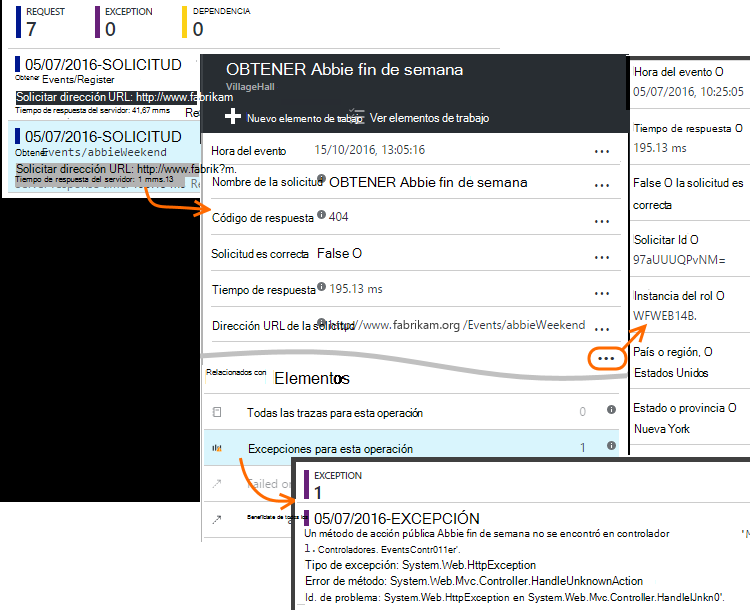 REQUEST
7
EXCEPTION
0
DEPENDENCIA
0
05/07/2016-SOLICITUD
Obtener Events/Register
Solicitar dirección URL: http://www.fabrikam
Tiempo de respuesta del servidor: 41,67 mms
05/07/2016-SOLICITUD
Obtener Events/abbieWeekend
Solicitar dirección URL: http://www.fabrik?m.
Tiempo de respuesta del servidor: 1 mms.13
OBTENER Abbie fin de semana
VillageHall
Nuevo elemento de trabajo
Ver elementos de trabajo
Hora del evento 15/10/2016, 13:05:16
Nombre de la solicitud OBTENER Abbie fin de semana
Código de respuesta 404
Solicitud es correcta False O
Tiempo de respuesta 195.13 ms
Dirección URL de la solicitud http://www.fabrikam.org /Events/abbieWeekend
Relacionados con Elementos
Todas las trazas para esta operación 0
Excepciones para esta operación 1
Failed
Hora del evento O
05/07/2016, 10:25:05
Tiempo de respuesta O
195.13 ms
False O la solicitud es
correcta
Solicitar Id O
97aUUUQPvNM=
Instancia del rol O
WFWEB14B.
País o región, O
Estados Unidos
Estado o provincia O
Nueva York
EXCEPTION
1
05/07/2016-EXCEPCIÓN
Un método de acción pública Abbie fin de semana no se encontró en controlador
1. Controladores. EventsContr011er'.
Tipo de excepción: System.Web.HttpException
Error de método: System.Web.Mvc.Controller.HandleUnknownAction
Id. de problema: System.Web.HttpException en System.Web.Mvc.Controller.HandleIJnkn0'.